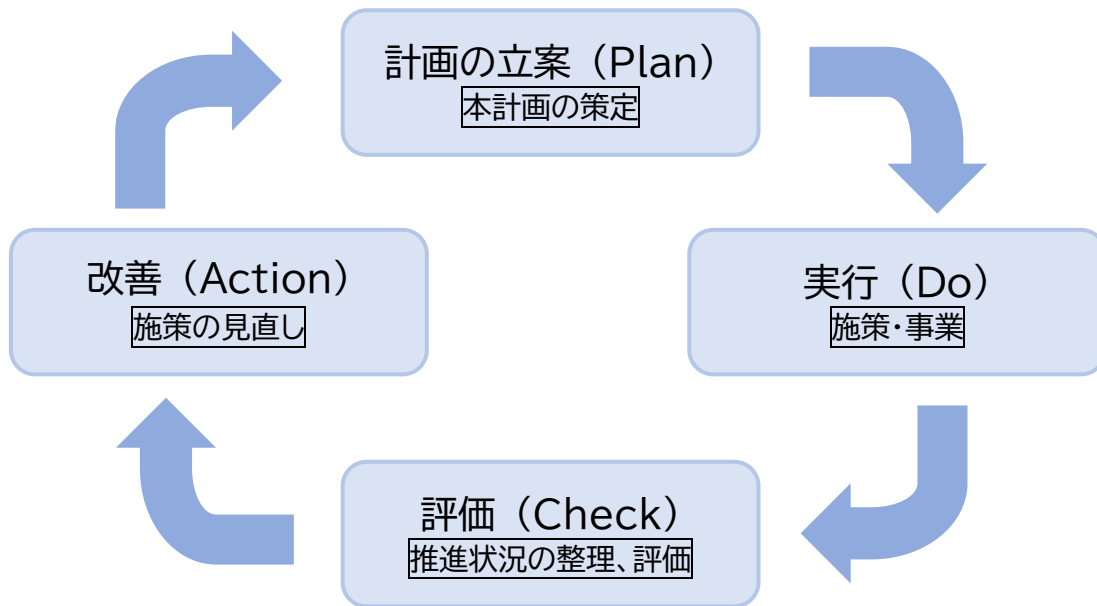 計画の立案（Plan）
本計画の策定
実行（Do）
施策・事業
評価（Check）
推進状況の整理、評価
改善（Action）
施策の見直し